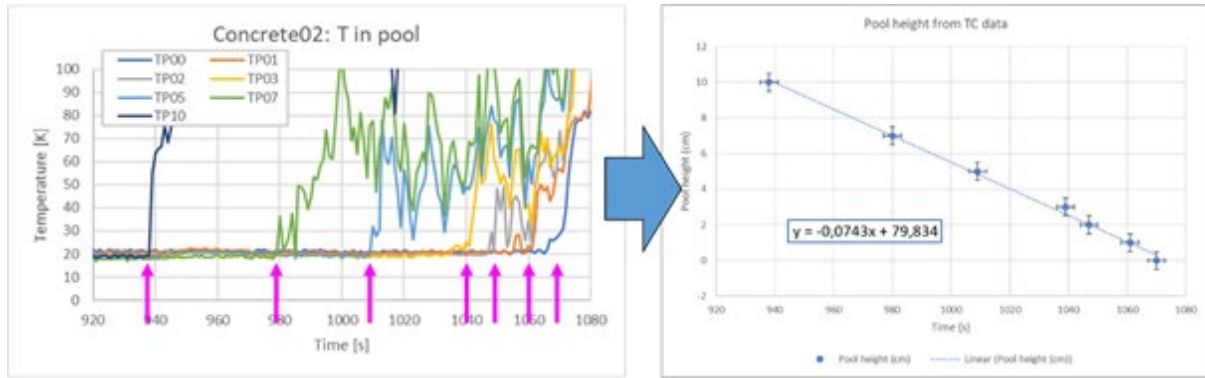 Concrete02: T in pool
TP00 TP01
TP02 TP03
TP05 TP07
TP10
Temperature [K]
100
90
80
70
60
50
40
30
20
10
0
920 940 960 980 1000 1020 1040 1060 1080
Time [s]
Pool height from TC data
Pool height (cm)
12
10
8
6
4
2
0
-2
y = -0,0743x + 79,834
920 940 960 980 1000 1020 1040 1060 1080
Time (s)
Pool height (cm) Linear (Pool height (cm))